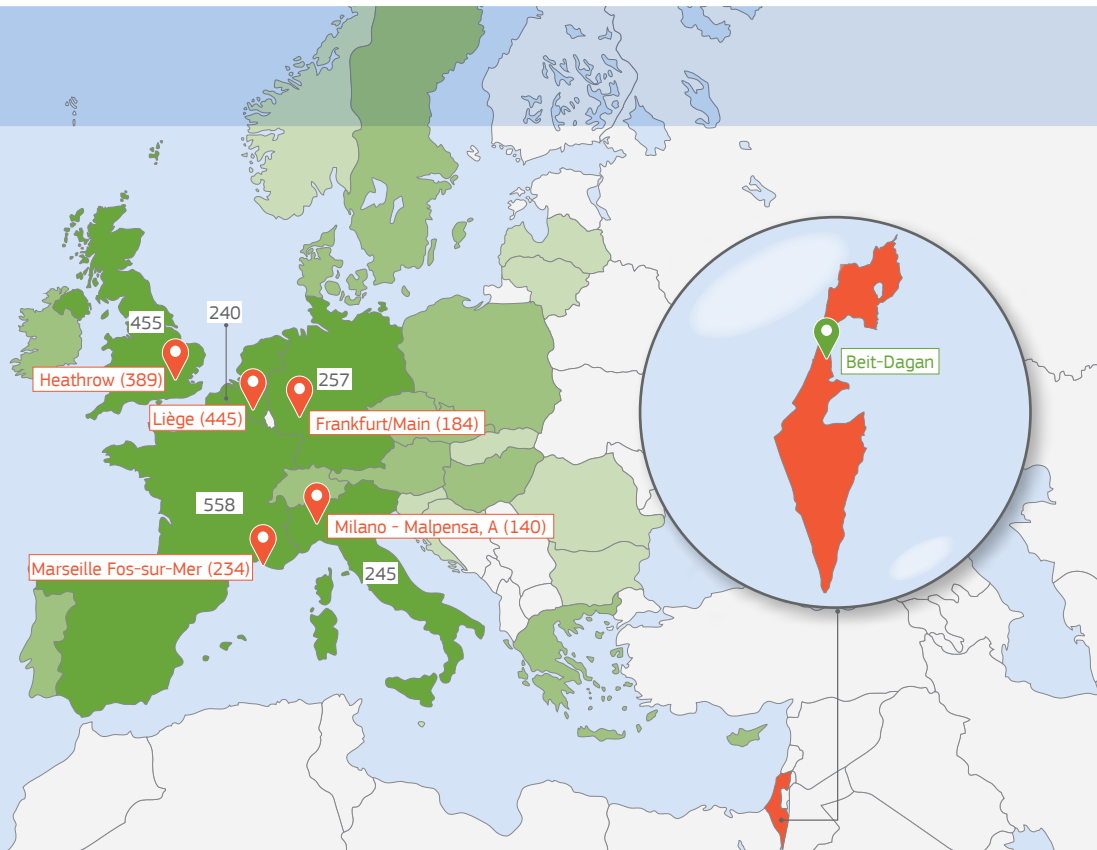 240
455
Heathrow (389)
257
Liège (445)
Frankfurt/Main (184)
558
Milano - Malpensa, A (140)
Marseille Fos-sur-Mer (234)
245
Beit-Dagan